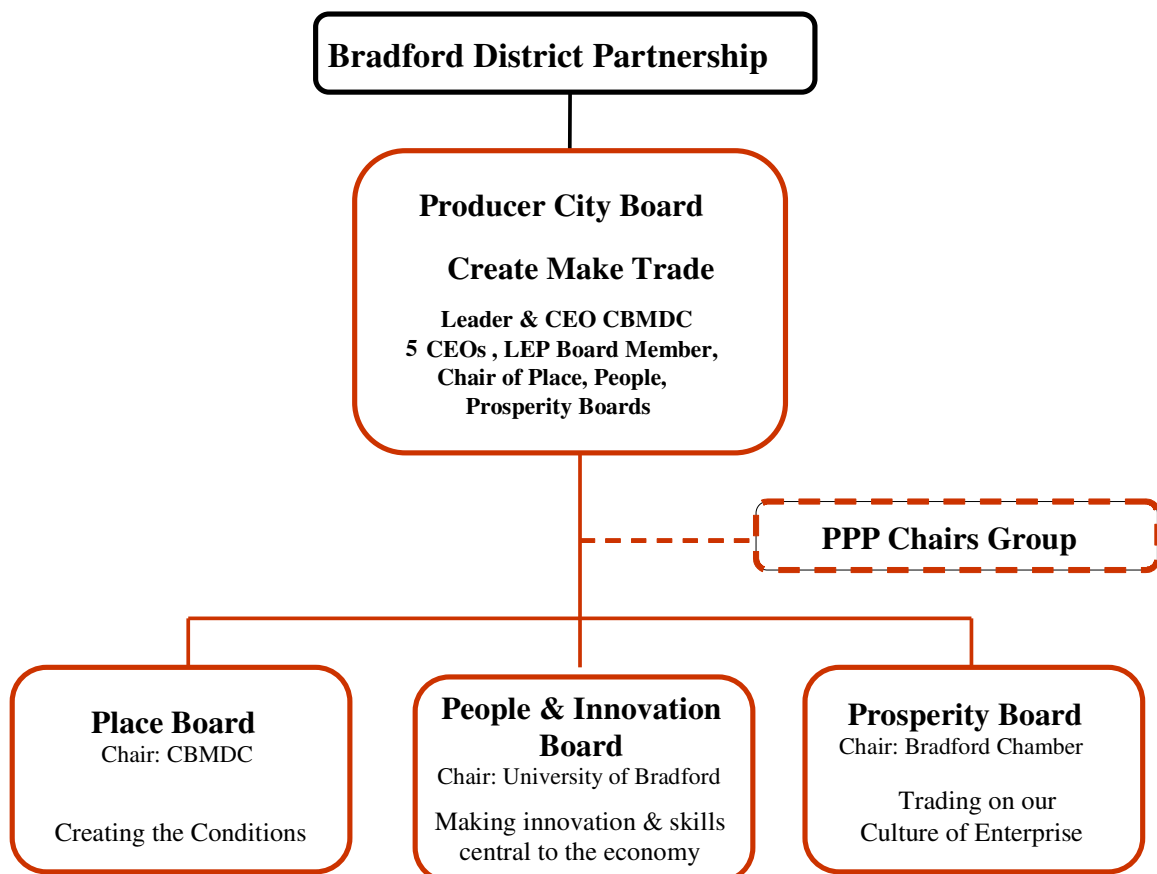 Bradford District Partnership
Producer City Board
Create Make Trade
Leader & CEO CBMDC
5 CEOs , LEP Board Member,
Chair of Place, People,
Prosperity Boards
PPP Chairs Group
Place Board
Chair: CBMDC
Creating the Conditions
People & Innovation
Board
Chair: University of Bradford
Making innovation & skills
central to the economy
Prosperity Board
Chair: Bradford Chamber
Trading on our
Culture of Enterprise